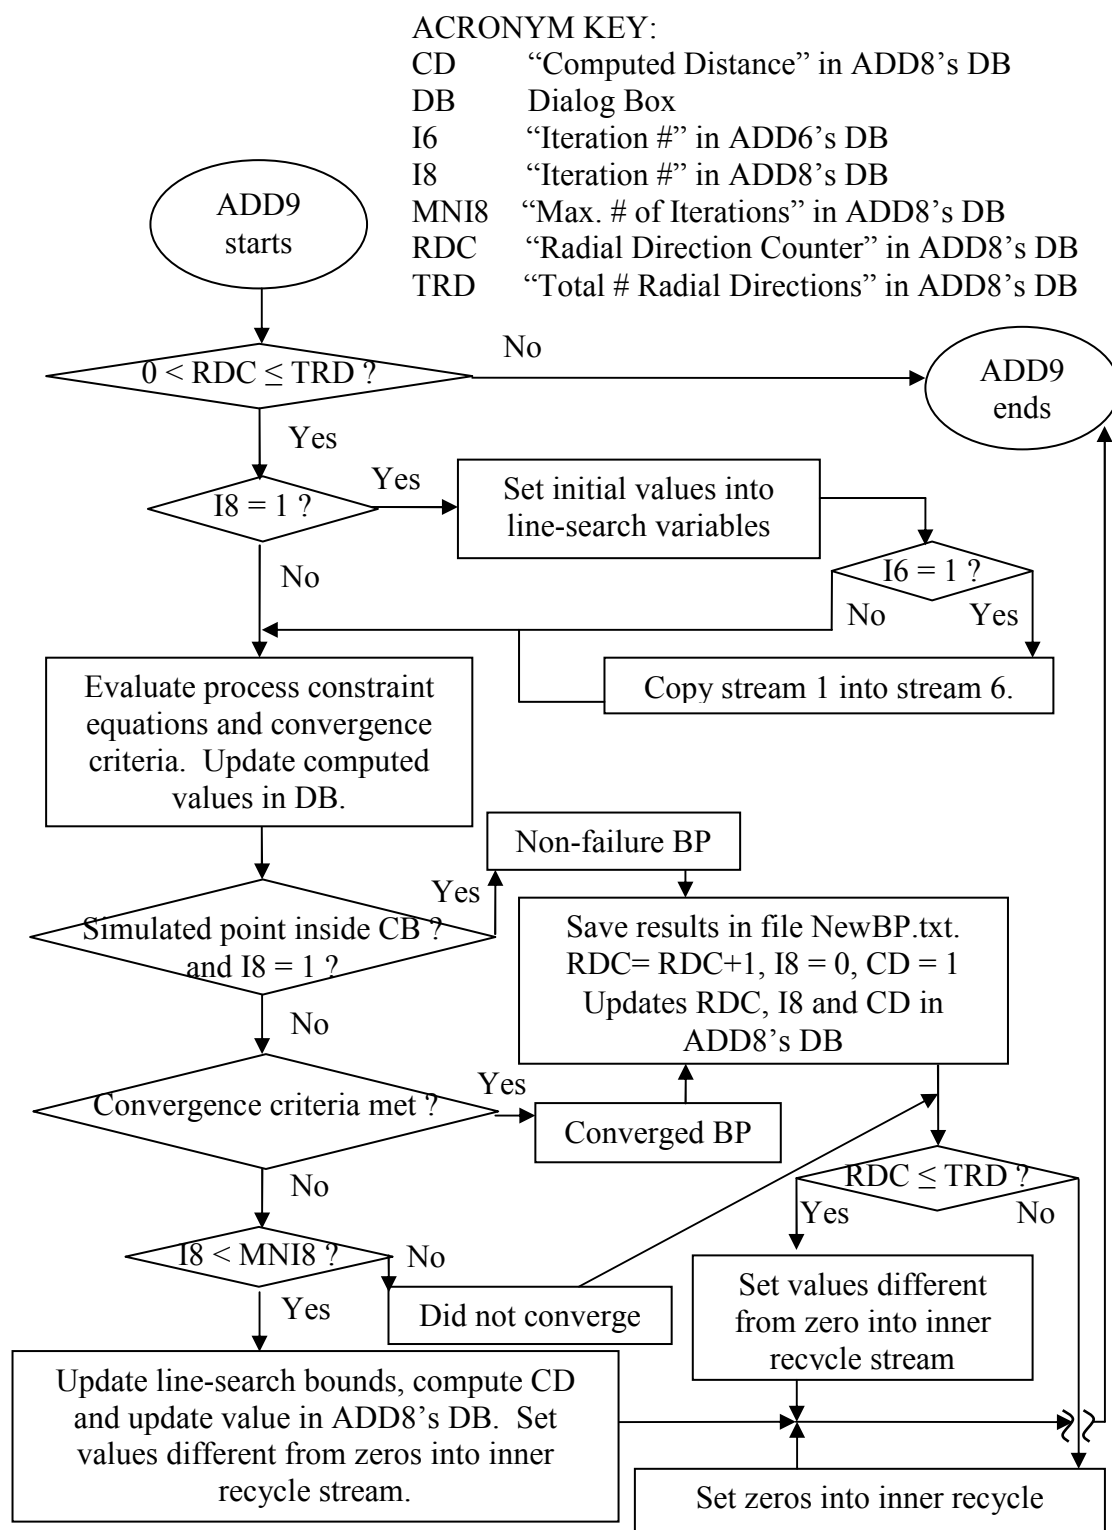 ACRONYM KEY:
CD “Computed Distance” in ADD8’s DB
DB Dialog Box
I6 “Iteration #” in ADD6’s DB
I8 “Iteration #” in ADD8’s DB
MNI8 “Max. # of Iterations” in ADD8’s DB
RDC “Radial Direction Counter” in ADD8’s DB
TRD “Total # Radial Directions” in ADD8’s DB
ADD9
starts
0 < RDC ≤ TRD ?
No
ADD9
ends
Yes
I8 = 1 ?
Yes
Set initial values into
line-search variables
No
I6 = 1 ?
No
Yes
Copy stream 1 into stream 6.
Evaluate process constraint
equations and convergence
criteria. Update computed
values in DB.
Simulated point inside CB ?
and I8 = 1 ?
Yes
Non-failure BP
Save results in file NewBP.txt.
RDC= RDC+1, I8 = 0, CD = 1
Updates RDC, I8 and CD in
ADD8’s DB
No
Convergence criteria met ?
Yes
Converged BP
No
RDC ≤ TRD ?
Yes
No
I8 < MNI8 ?
No
Did not converge
Yes
Set values different
from zero into inner
recycle stream
Update line-search bounds, compute CD
and update value in ADD8’s DB. Set
values different from zeros into inner
recycle stream.
Set zeros into inner recycle